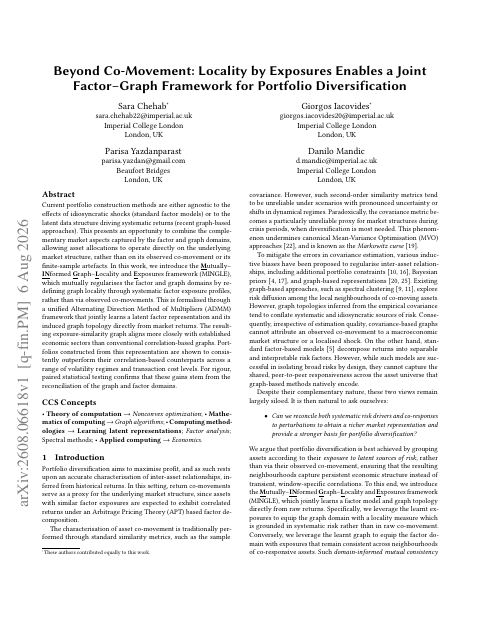 Beyond Co-Movement: Locality by Exposures Enables a Joint
Factor–Graph Framework for Portfolio Diversification
Sara Chehab*
sara.chehab22@imperial.ac.uk
Imperial College London
London, UK
Giorgos Iacovides*
giorgos.iacovides20@imperial.ac.uk
Imperial College London
London, UK
Parisa Yazdanparast
parisa.yazdan@gmail.com
Beaufort Bridges
London, UK
Danilo Mandic
d.mandic@imperial.ac.uk
Imperial College London
London, UK
arXiv:2608.06618v1 [q-fin.PM] 6 Aug 2026
Abstract
Current portfolio construction methods are either agnostic to the
effects of idiosyncratic shocks (standard factor models) or to the
latent data structure driving systematic returns (recent graph-based
approaches). This presents an opportunity to combine the comple-
mentary market aspects captured by the factor and graph domains,
allowing asset allocations to operate directly on the underlying
market structure, rather than on its observed co-movement or its
finite-sample artefacts. In this work, we introduce the Mutually–
INformed Graph–Locality and Exposures framework (MINGLE),
which mutually regularises the factor and graph domains by re-
defining graph locality through systematic factor exposure profiles,
rather than via observed co-movements. This is formalised through
a unified Alternating Direction Method of Multipliers (ADMM)
framework that jointly learns a latent factor representation and its
induced graph topology directly from market returns. The result-
ing exposure-similarity graph aligns more closely with established
economic sectors than conventional correlation-based graphs. Port-
folios constructed from this representation are shown to consis-
tently outperform their correlation-based counterparts across a
range of volatility regimes and transaction cost levels. For rigour,
paired statistical testing confirms that these gains stem from the
reconciliation of the graph and factor domains.
CCS Concepts
• Theory of computation → Nonconvex optimization; • Mathe-
matics of computing → Graph algorithms; • Computing method-
ologies → Learning latent representations; Factor analysis;
Spectral methods; • Applied computing → Economics.
1 Introduction
Portfolio diversification aims to maximise profit, and as such rests
upon an accurate characterisation of inter-asset relationships, in-
ferred from historical returns. In this setting, return co-movements
serve as a proxy for the underlying market structure, since assets
with similar factor exposures are expected to exhibit correlated
returns under an Arbitrage Pricing Theory (APT) based factor de-
composition.
The characterisation of asset co-movement is traditionally per-
formed through standard similarity metrics, such as the sample
*These authors contributed equally to this work.
covariance. However, such second-order similarity metrics tend
to be unreliable under scenarios with pronounced uncertainty or
shifts in dynamical regimes. Paradoxically, the covariance metric be-
comes a particularly unreliable proxy for market structures during
crisis periods, when diversification is most needed. This phenom-
enon undermines canonical Mean-Variance Optimisation (MVO)
approaches [22], and is known as the Markowitz curse [19].
To mitigate the errors in covariance estimation, various induc-
tive biases have been proposed to regularise inter-asset relation-
ships, including additional portfolio constraints [10, 16], Bayesian
priors [4, 17], and graph-based representations [20, 25]. Existing
graph-based approaches, such as spectral clustering [9, 11], explore
risk diffusion among the local neighbourhoods of co-moving assets.
However, graph topologies inferred from the empirical covariance
tend to conflate systematic and idiosyncratic sources of risk. Conse-
quently, irrespective of estimation quality, covariance-based graphs
cannot attribute an observed co-movement to a macroeconomic
market structure or a localised shock. On the other hand, stan-
dard factor-based models [5] decompose returns into separable
and interpretable risk factors. However, while such models are suc-
cessful in isolating broad risks by design, they cannot capture the
shared, peer-to-peer responsiveness across the asset universe that
graph-based methods natively encode.
Despite their complementary nature, these two views remain
largely siloed. It is then natural to ask ourselves:
• Can we reconcile both systematic risk drivers and co-responses
to perturbations to obtain a richer market representation and
provide a stronger basis for portfolio diversification?
We argue that portfolio diversification is best achieved by grouping
assets according to their exposure to latent sources of risk, rather
than via their observed co-movement, ensuring that the resulting
neighbourhoods capture persistent economic structure instead of
transient, window-specific correlations. To this end, we introduce
the Mutually–INformed Graph–Locality and Exposures framework
(MINGLE), which jointly learns a factor model and graph topology
directly from raw returns. Specifically, we leverage the learnt ex-
posures to equip the graph domain with a locality measure which
is grounded in systematic risk rather than in raw co-movement.
Conversely, we leverage the learnt graph to equip the factor do-
main with exposures that remain consistent across neighbourhoods
of co-responsive assets. Such domain-informed mutual consistency